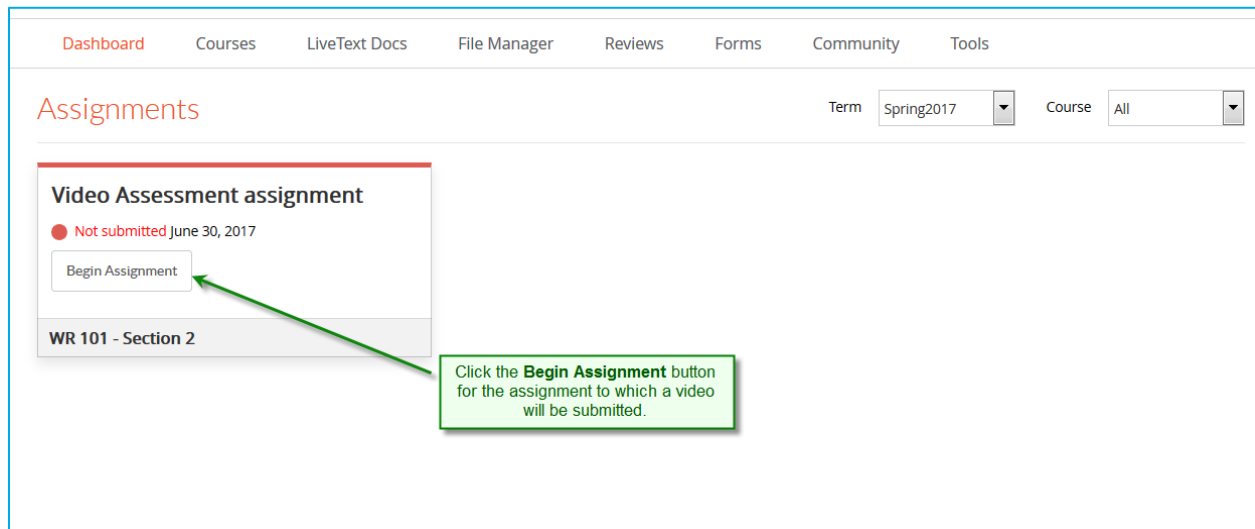 Dashboard Courses LiveText Docs File Manager Reviews Forms Community Tools
Assignments Term Spring2017 Course All
Video Assessment assignment
Not submitted June 30, 2017
Begin Assignment
WR 101 - Section 2
Click the Begin Assignment button
for the assignment to which a video
will be submitted.